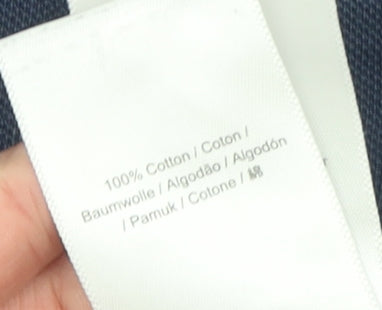 100% Cotton / Coton /
Baumwolle / Algodão / Algodón
/ Pamuk / Cotone / 綿